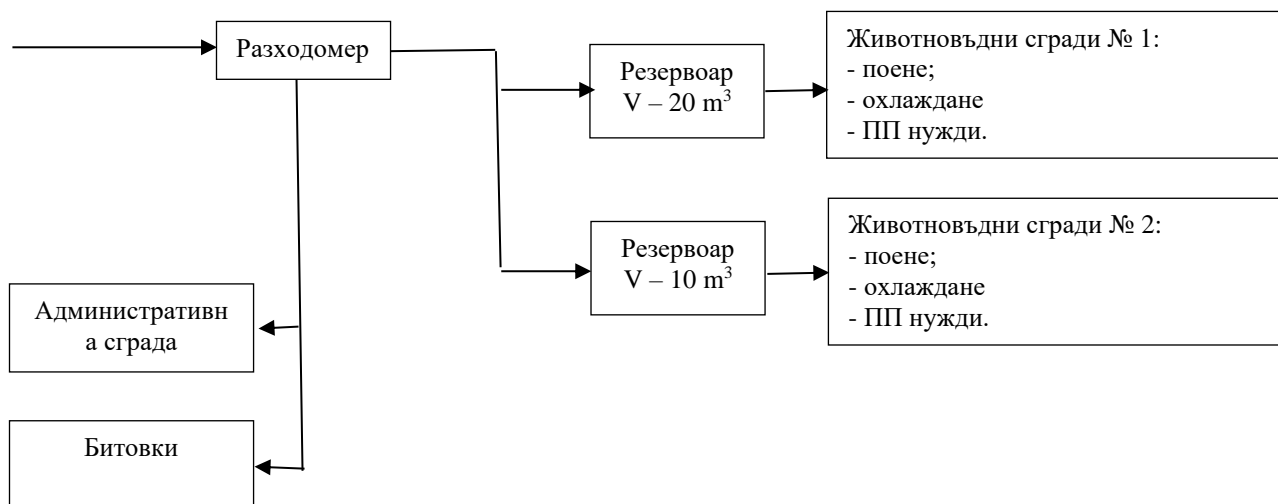 Разходомер
Резервоар
V – 20 m³
Животновъдни сгради № 1:
- поене;
- охлаждане
- ПП нужди.
Резервоар
V – 10 m³
Животновъдни сгради № 2:
- поене;
- охлаждане
- ПП нужди.
Административн
а сграда
Битовки